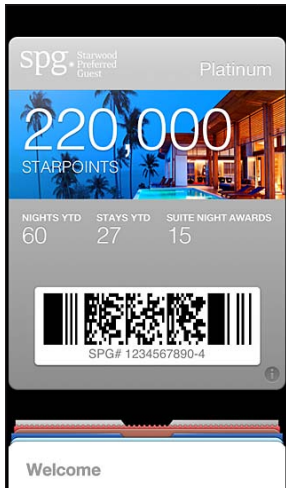 spg. Starwood
Preferred
Guest
Platinum
220,000
STARPOINTS
NIGHTS YTD STAYS YTD SUITE NIGHT AWARDS
60 27 15
SPG# 1234567890-4
i
Welcome